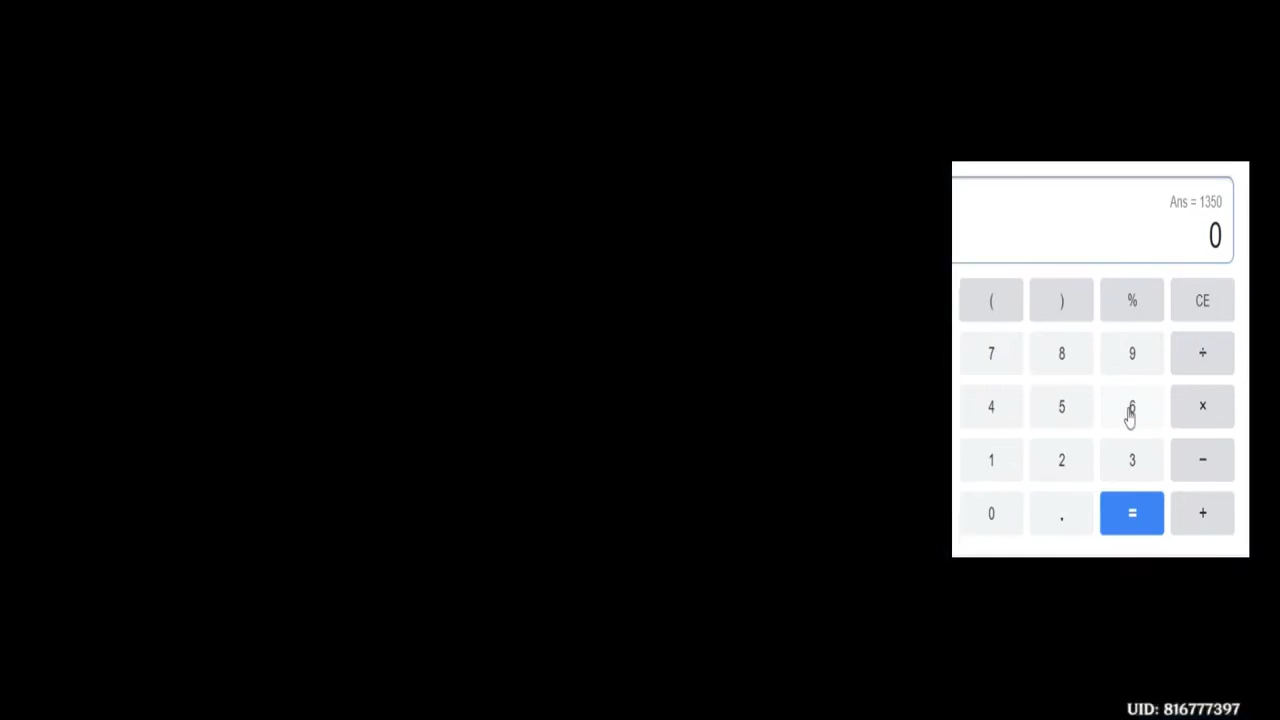 Ans = 1350
0
( ) % CE
7 8 9 ÷
4 5 6 ×
1 2 3 −
0 . = +
UID: 816777397